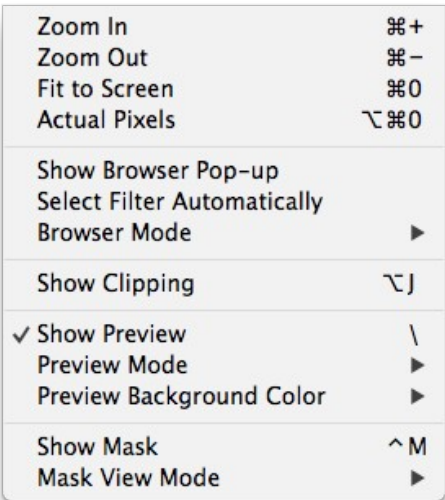 Zoom In ⌘+
Zoom Out ⌘−
Fit to Screen ⌘0
Actual Pixels ⌥⌘0
Show Browser Pop-up
Select Filter Automatically
Browser Mode ▶
Show Clipping ⌥J
✓ Show Preview \
Preview Mode ▶
Preview Background Color ▶
Show Mask ^M
Mask View Mode ▶